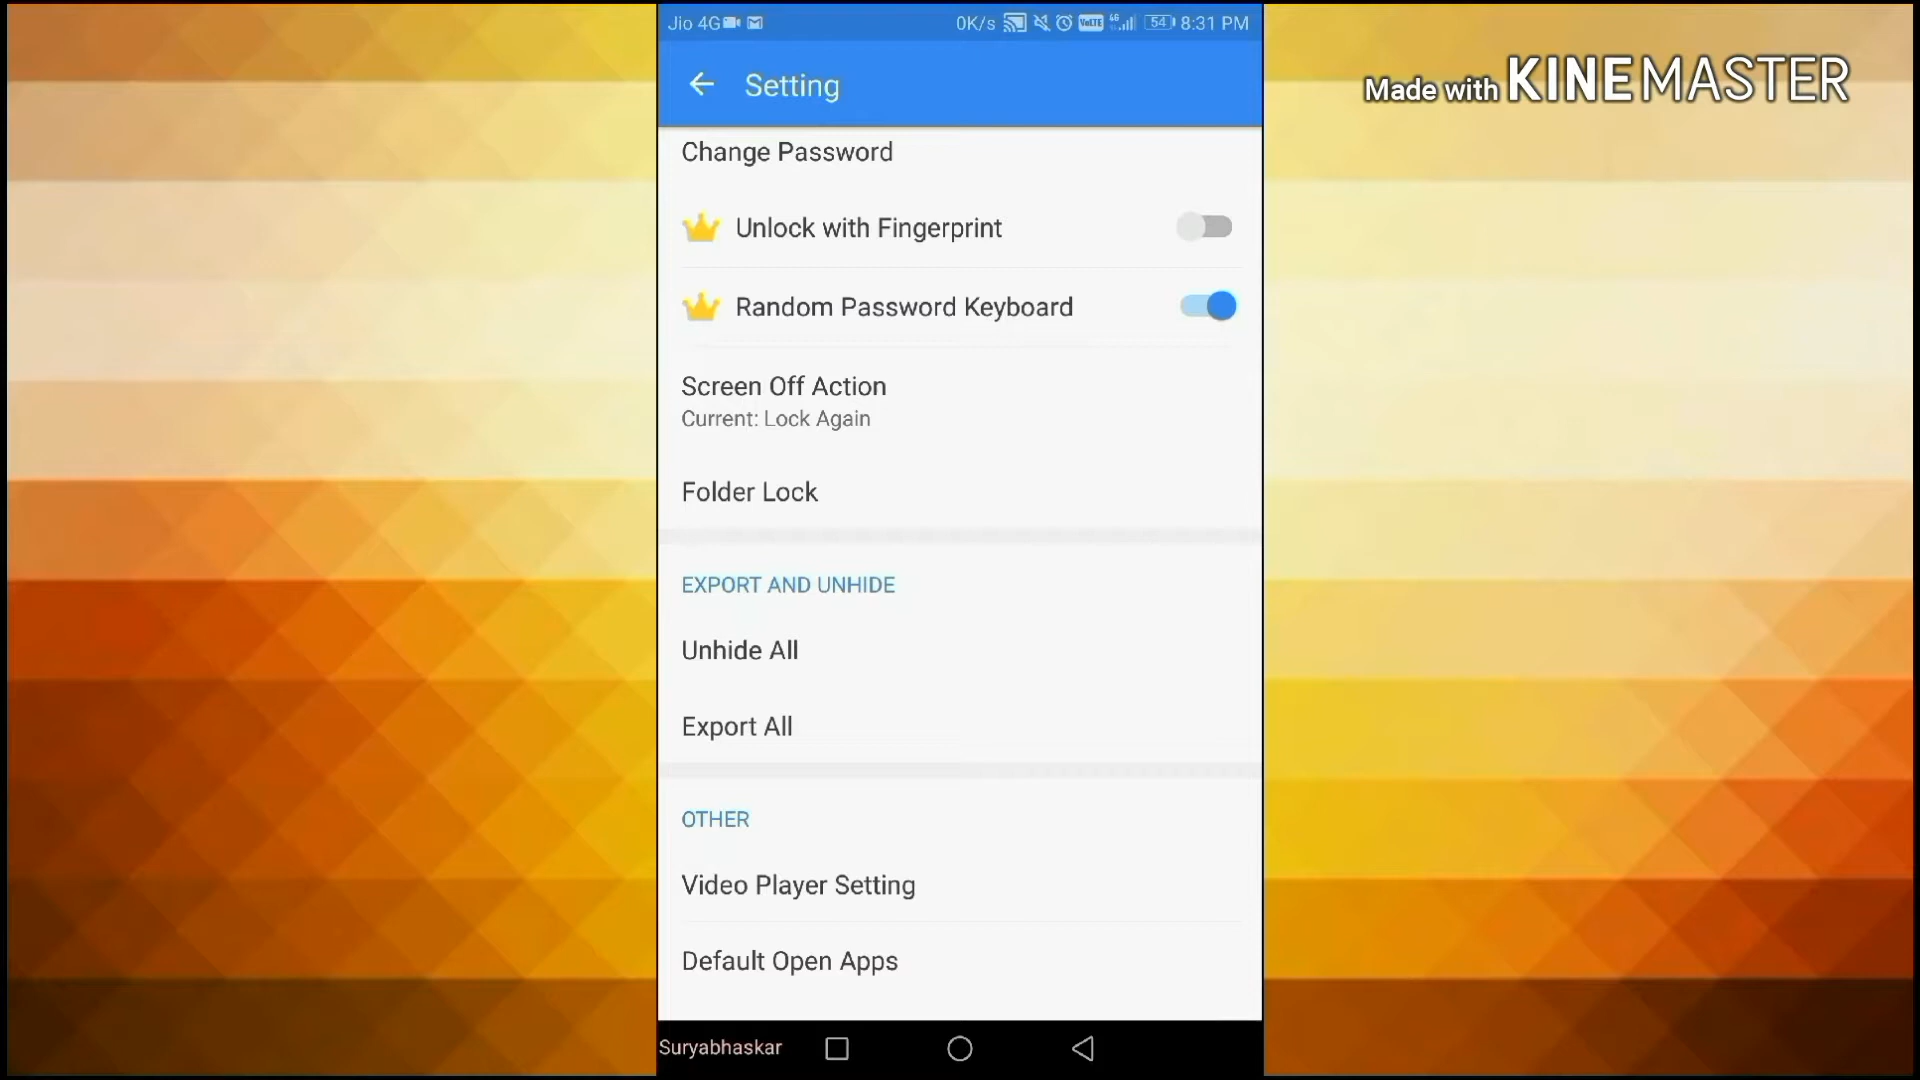 Jio 4G 0K/s VoLTE 46 54 8:31 PM
Setting
Made with KINEMASTER
Change Password
Unlock with Fingerprint
Random Password Keyboard
Screen Off Action
Current: Lock Again
Folder Lock
EXPORT AND UNHIDE
Unhide All
Export All
OTHER
Video Player Setting
Default Open Apps
Suryabhaskar